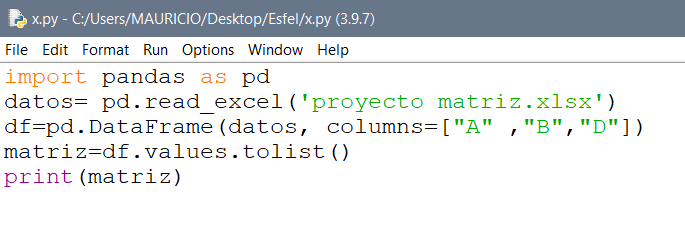 x.py - C:/Users/MAURICIO/Desktop/Esfel/x.py (3.9.7)
File Edit Format Run Options Window Help
import pandas as pd
datos= pd.read_excel('proyecto matriz.xlsx')
df=pd.DataFrame(datos, columns=["A" ,"B","D"])
matriz=df.values.tolist()
print(matriz)